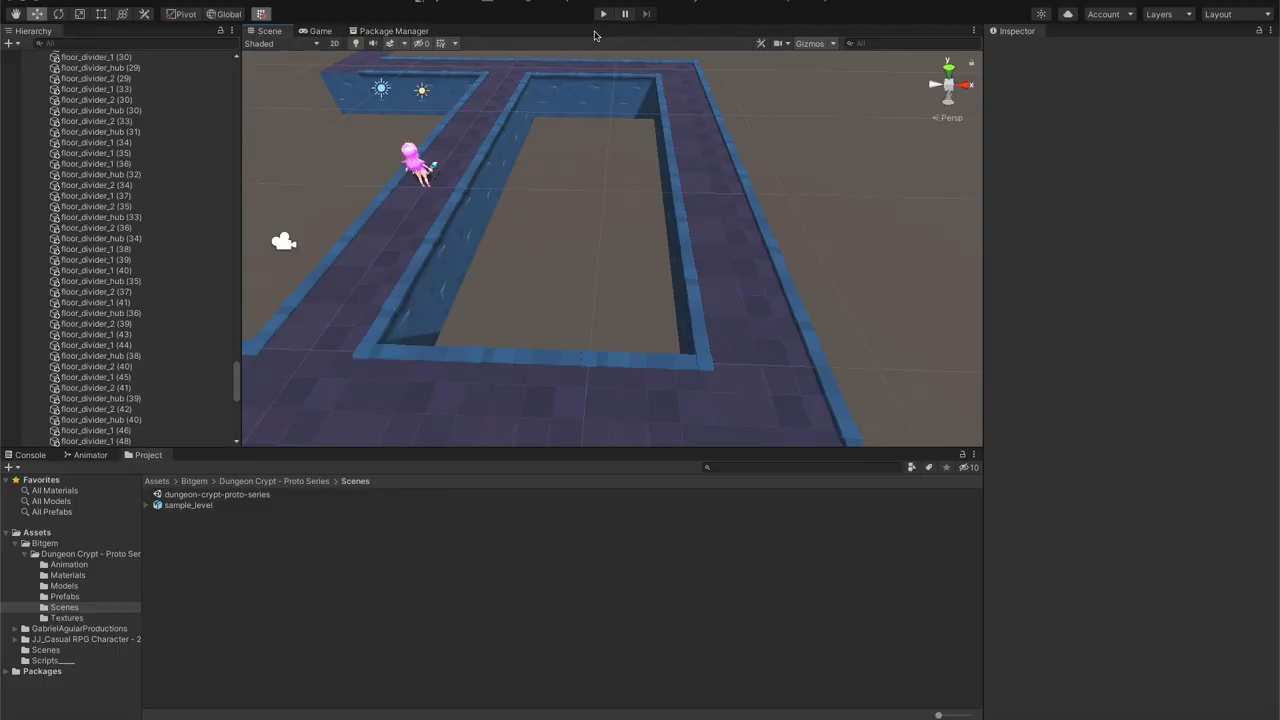 Pivot Global Account Layers Layout
Hierarchy Scene Game Package Manager Inspector
All Shaded 2D 0 Gizmos All
floor_divider_1 (30)
floor_divider_hub (29)
floor_divider_2 (29)
floor_divider_1 (33)
floor_divider_2 (30)
floor_divider_hub (30)
floor_divider_2 (33)
floor_divider_hub (31)
floor_divider_1 (34)
floor_divider_1 (35)
floor_divider_1 (36)
floor_divider_hub (32)
floor_divider_2 (34)
floor_divider_1 (37)
floor_divider_2 (35)
floor_divider_hub (33)
floor_divider_2 (36)
floor_divider_hub (34)
floor_divider_1 (38)
floor_divider_1 (39)
floor_divider_1 (40)
floor_divider_hub (35)
floor_divider_2 (37)
floor_divider_1 (41)
floor_divider_hub (36)
floor_divider_2 (39)
floor_divider_1 (43)
floor_divider_1 (44)
floor_divider_hub (38)
floor_divider_2 (40)
floor_divider_1 (45)
floor_divider_2 (41)
floor_divider_hub (39)
floor_divider_2 (42)
floor_divider_hub (40)
floor_divider_1 (46)
floor_divider_1 (48)
y
x
Persp
Console Animator Project
10
Favorites
All Materials
All Models
All Prefabs
Assets
Bitgem
Dungeon Crypt - Proto Ser
Animation
Materials
Models
Prefabs
Scenes
Textures
GabrielAguiarProductions
JJ_Casual RPG Character - 2
Scenes
Scripts____
Packages
Assets Bitgem Dungeon Crypt - Proto Series Scenes
dungeon-crypt-proto-series
sample_level